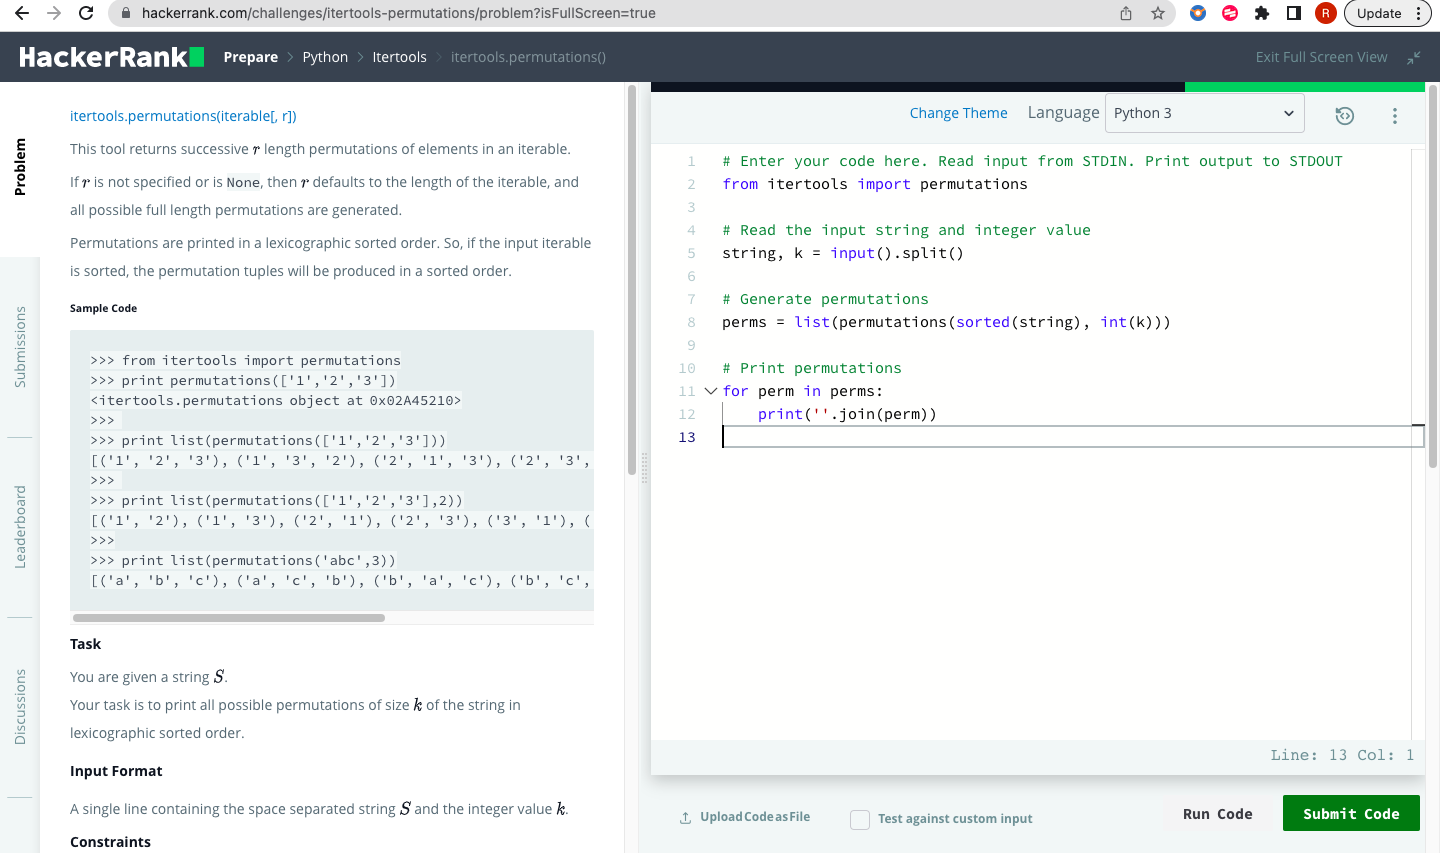 hackerrank.com/challenges/itertools-permutations/problem?isFullScreen=true
R
Update
HackerRank
Prepare > Python > Itertools > itertools.permutations()
Exit Full Screen View
Problem
Submissions
Leaderboard
Discussions
itertools.permutations(iterable[, r])
This tool returns successive r length permutations of elements in an iterable.
If r is not specified or is None, then r defaults to the length of the iterable, and
all possible full length permutations are generated.
Permutations are printed in a lexicographic sorted order. So, if the input iterable
is sorted, the permutation tuples will be produced in a sorted order.
Sample Code
>>> from itertools import permutations
>>> print permutations(['1','2','3'])
<itertools.permutations object at 0x02A45210>
>>>
>>> print list(permutations(['1','2','3']))
[('1', '2', '3'), ('1', '3', '2'), ('2', '1', '3'), ('2', '3',
>>>
>>> print list(permutations(['1','2','3'],2))
[('1', '2'), ('1', '3'), ('2', '1'), ('2', '3'), ('3', '1'), (
>>>
>>> print list(permutations('abc',3))
[('a', 'b', 'c'), ('a', 'c', 'b'), ('b', 'a', 'c'), ('b', 'c',
Task
You are given a string S.
Your task is to print all possible permutations of size k of the string in
lexicographic sorted order.
Input Format
A single line containing the space separated string S and the integer value k.
Constraints
Change Theme
Language
Python 3
1 # Enter your code here. Read input from STDIN. Print output to STDOUT
2 from itertools import permutations
3
4 # Read the input string and integer value
5 string, k = input().split()
6
7 # Generate permutations
8 perms = list(permutations(sorted(string), int(k)))
9
10 # Print permutations
11 for perm in perms:
12     print(''.join(perm))
13
Line: 13 Col: 1
Upload Code as File
Test against custom input
Run Code
Submit Code